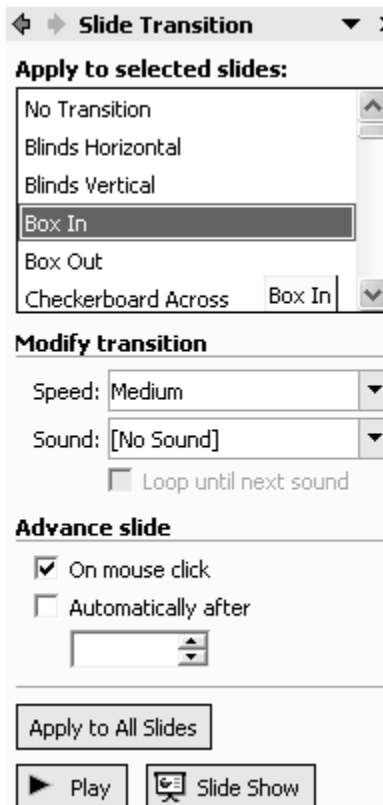 Slide Transition
Apply to selected slides:
No Transition
Blinds Horizontal
Blinds Vertical
Box In
Box Out
Checkerboard Across
Box In
Modify transition
Speed: Medium
Sound: [No Sound]
Loop until next sound
Advance slide
On mouse click
Automatically after
Apply to All Slides
Play Slide Show